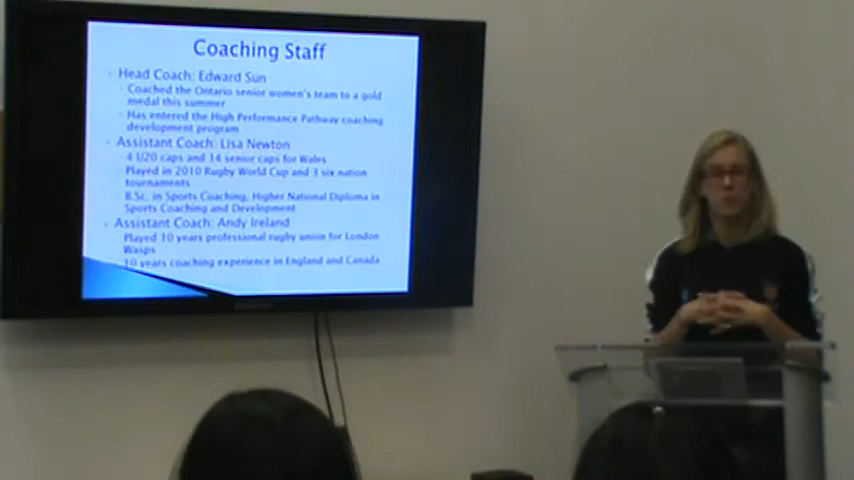 Coaching Staff
Head Coach: Edward Sun
Coached the Ontario senior women's team to a gold
medal this summer
Has entered the High Performance Pathway coaching
development program
Assistant Coach: Lisa Newton
4 U20 caps and 14 senior caps for Wales
Played in 2010 Rugby World Cup and 3 six nation
tournaments
B.Sc. in Sports Coaching, Higher National Diploma in
Sports Coaching and Development
Assistant Coach: Andy Ireland
Played 10 years professional rugby union for London
Wasps
10 years coaching experience in England and Canada